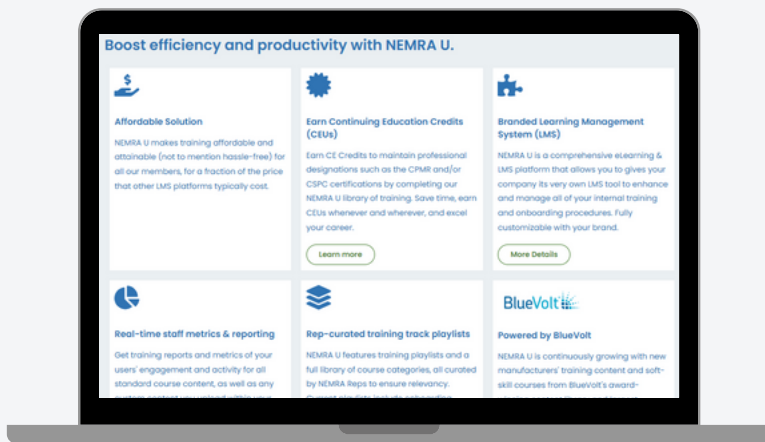 Boost efficiency and productivity with NEMRA U.
Affordable Solution
NEMRA U makes training affordable and
attainable (not to mention hassle-free) for
all our members, for a fraction of the price
that other LMS platforms typically cost.
Earn Continuing Education Credits
(CEUs)
Earn CE Credits to maintain professional
designations such as the CPMR and/or
CSPC certifications by completing our
NEMRA U library of training. Save time, earn
CEUs whenever and wherever, and excel
your career.
Learn more
Branded Learning Management
System (LMS)
NEMRA U is a comprehensive eLearning &
LMS platform that allows you to gives your
company its very own LMS tool to enhance
and manage all of your internal training
and onboarding procedures. Fully
customizable with your brand.
More Details
Real-time staff metrics & reporting
Get training reports and metrics of your
users' engagement and activity for all
standard course content, as well as any
Rep-curated training track playlists
NEMRA U features training playlists and a
full library of course categories, all curated
by NEMRA Reps to ensure relevancy.
BlueVolt
Powered by BlueVolt
NEMRA U is continuously growing with new
manufacturers' training content and soft-
skill courses from BlueVolt's award-